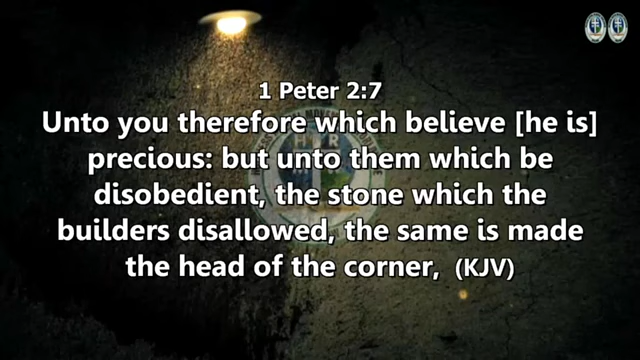 1 Peter 2:7
Unto you therefore which believe [he is]
precious: but unto them which be
disobedient, the stone which the
builders disallowed, the same is made
the head of the corner, (KJV)